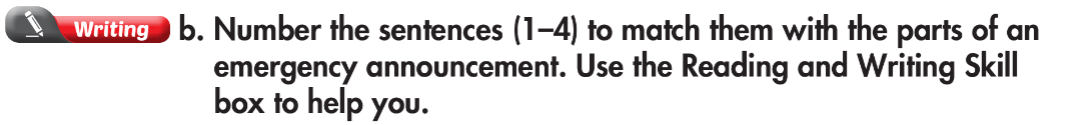 Writing b. Number the sentences (1–4) to match them with the parts of an
emergency announcement. Use the Reading and Writing Skill
box to help you.